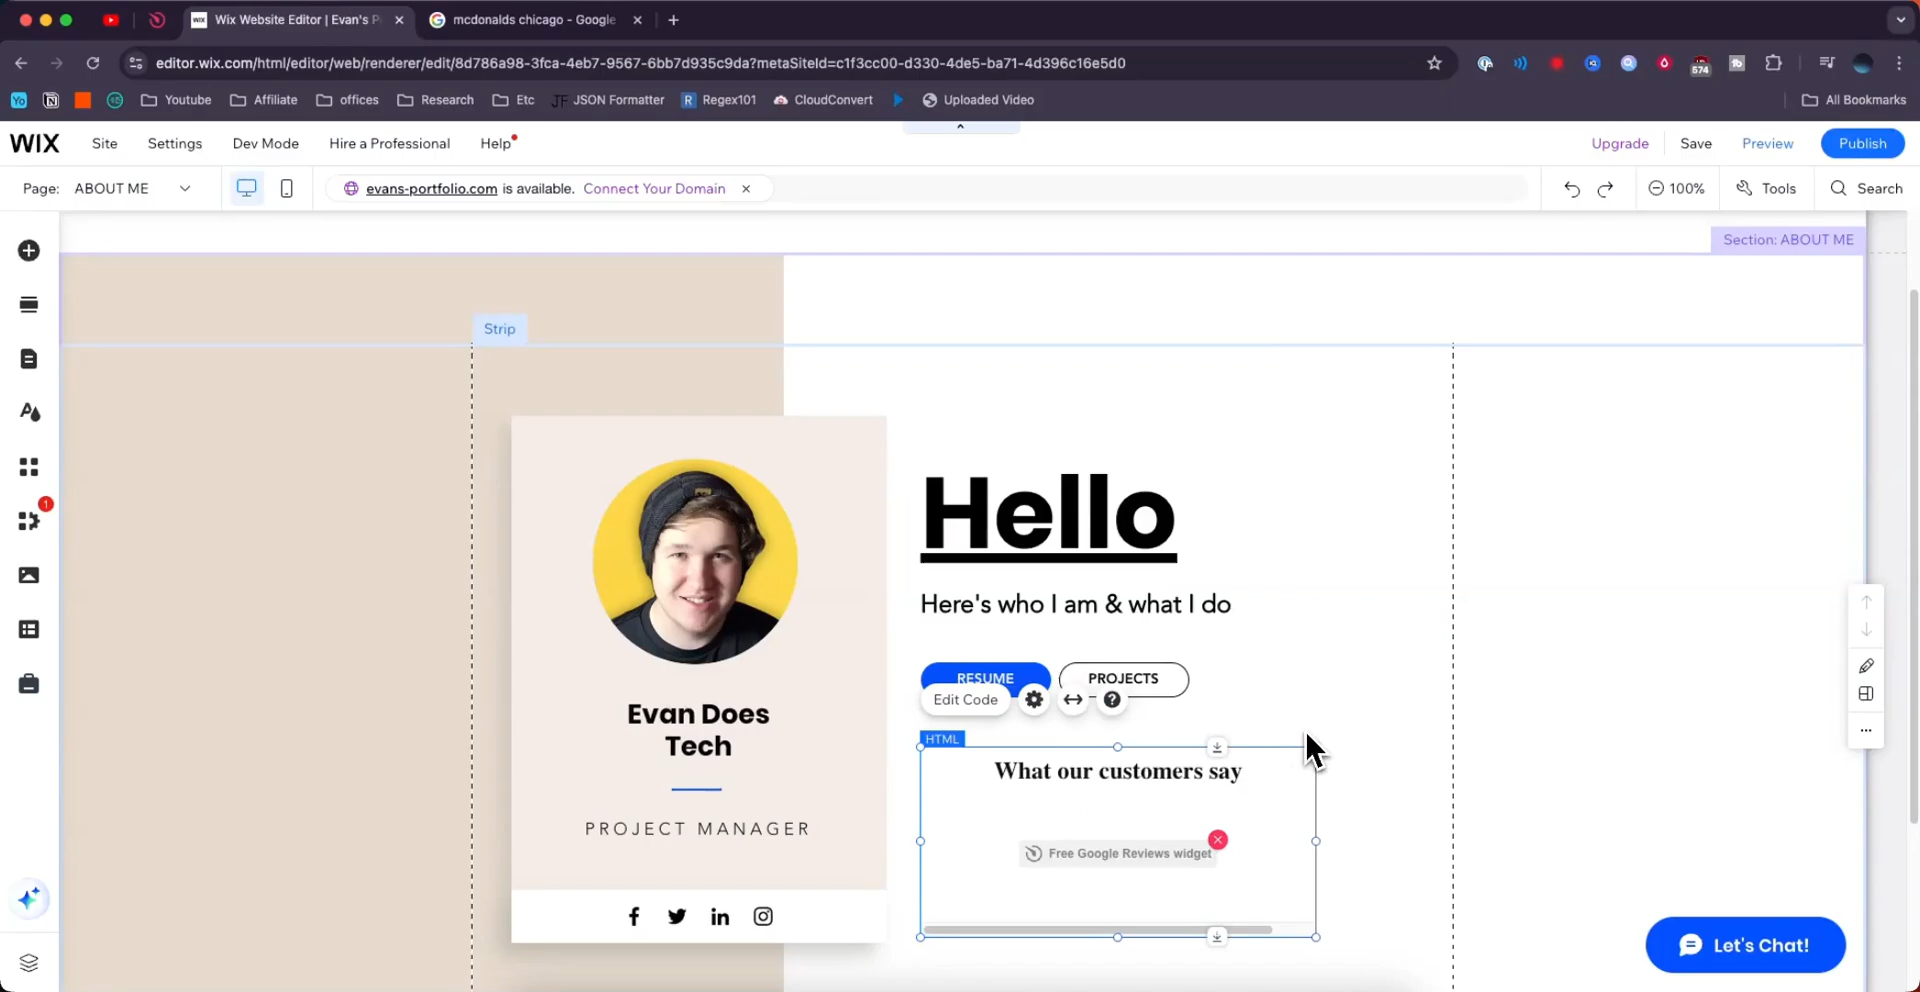 Wix Website Editor | Evan's P
mcdonalds chicago - Google
editor.wix.com/html/editor/web/renderer/edit/8d786a98-3fca-4eb7-9567-6bb7d935c9da?metaSiteId=c1f3cc00-d330-4de5-ba71-4d396c16e5d0
574
Youtube
Affiliate
offices
Research
Etc
JF JSON Formatter
R Regex101
CloudConvert
Uploaded Video
All Bookmarks
WIX
Site
Settings
Dev Mode
Hire a Professional
Help
Upgrade
Save
Preview
Publish
Page: ABOUT ME
evans-portfolio.com is available. Connect Your Domain
100%
Tools
Search
Section: ABOUT ME
Strip
1
Hello
Here's who I am & what I do
RESUME
PROJECTS
Edit Code
HTML
What our customers say
Free Google Reviews widget
Evan Does
Tech
PROJECT MANAGER
Let's Chat!